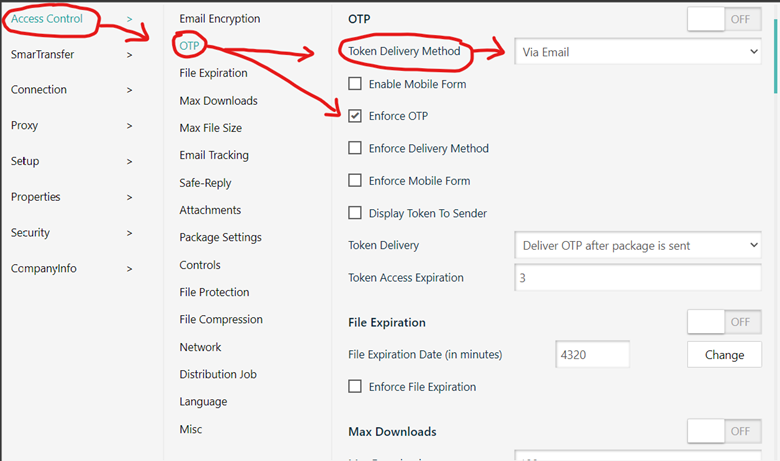 Access Control >
SmarTransfer >
Connection >
Proxy >
Setup >
Properties >
Security >
CompanyInfo >
Email Encryption
OTP
File Expiration
Max Downloads
Max File Size
Email Tracking
Safe-Reply
Attachments
Package Settings
Controls
File Protection
File Compression
Network
Distribution Job
Language
Misc
OTP OFF
Token Delivery Method Via Email
Enable Mobile Form
Enforce OTP
Enforce Delivery Method
Enforce Mobile Form
Display Token To Sender
Token Delivery Deliver OTP after package is sent
Token Access Expiration 3
File Expiration OFF
File Expiration Date (in minutes) 4320 Change
Enforce File Expiration
Max Downloads OFF